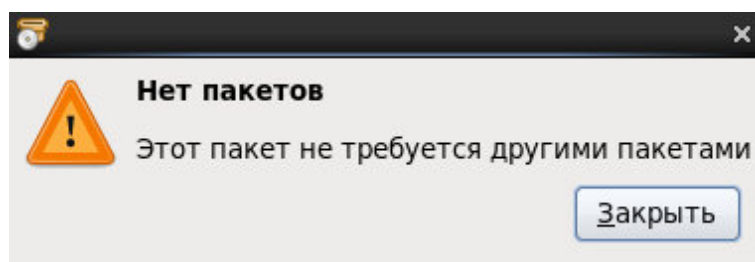 Нет пакетов
Этот пакет не требуется другими пакетами
Закрыть